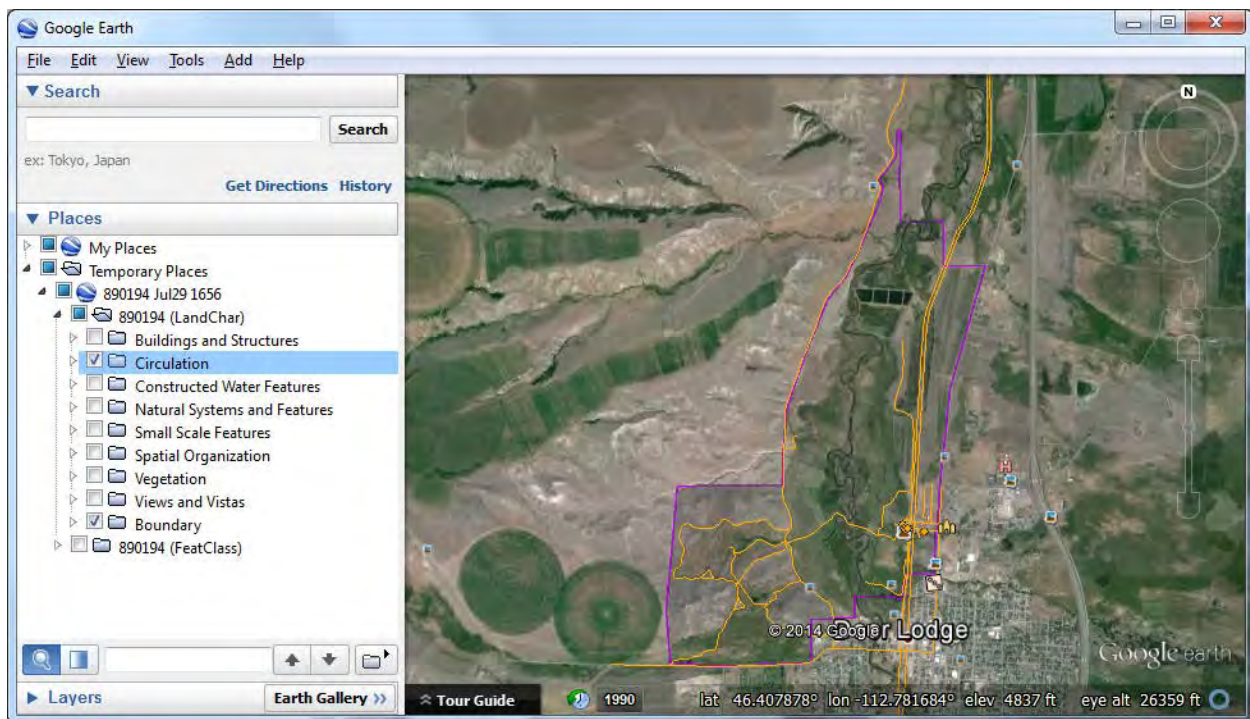 Google Earth
File Edit View Tools Add Help
▼ Search
Search
ex: Tokyo, Japan
Get Directions History
▼ Places
My Places
Temporary Places
890194 Jul29 1656
890194 (LandChar)
Buildings and Structures
Circulation
Constructed Water Features
Natural Systems and Features
Small Scale Features
Spatial Organization
Vegetation
Views and Vistas
Boundary
890194 (FeatClass)
► Layers
Earth Gallery >>
N
H
© 2014 Google
Deer Lodge
Google earth
Tour Guide
1990
lat 46.407878° lon -112.781684° elev 4837 ft eye alt 26359 ft